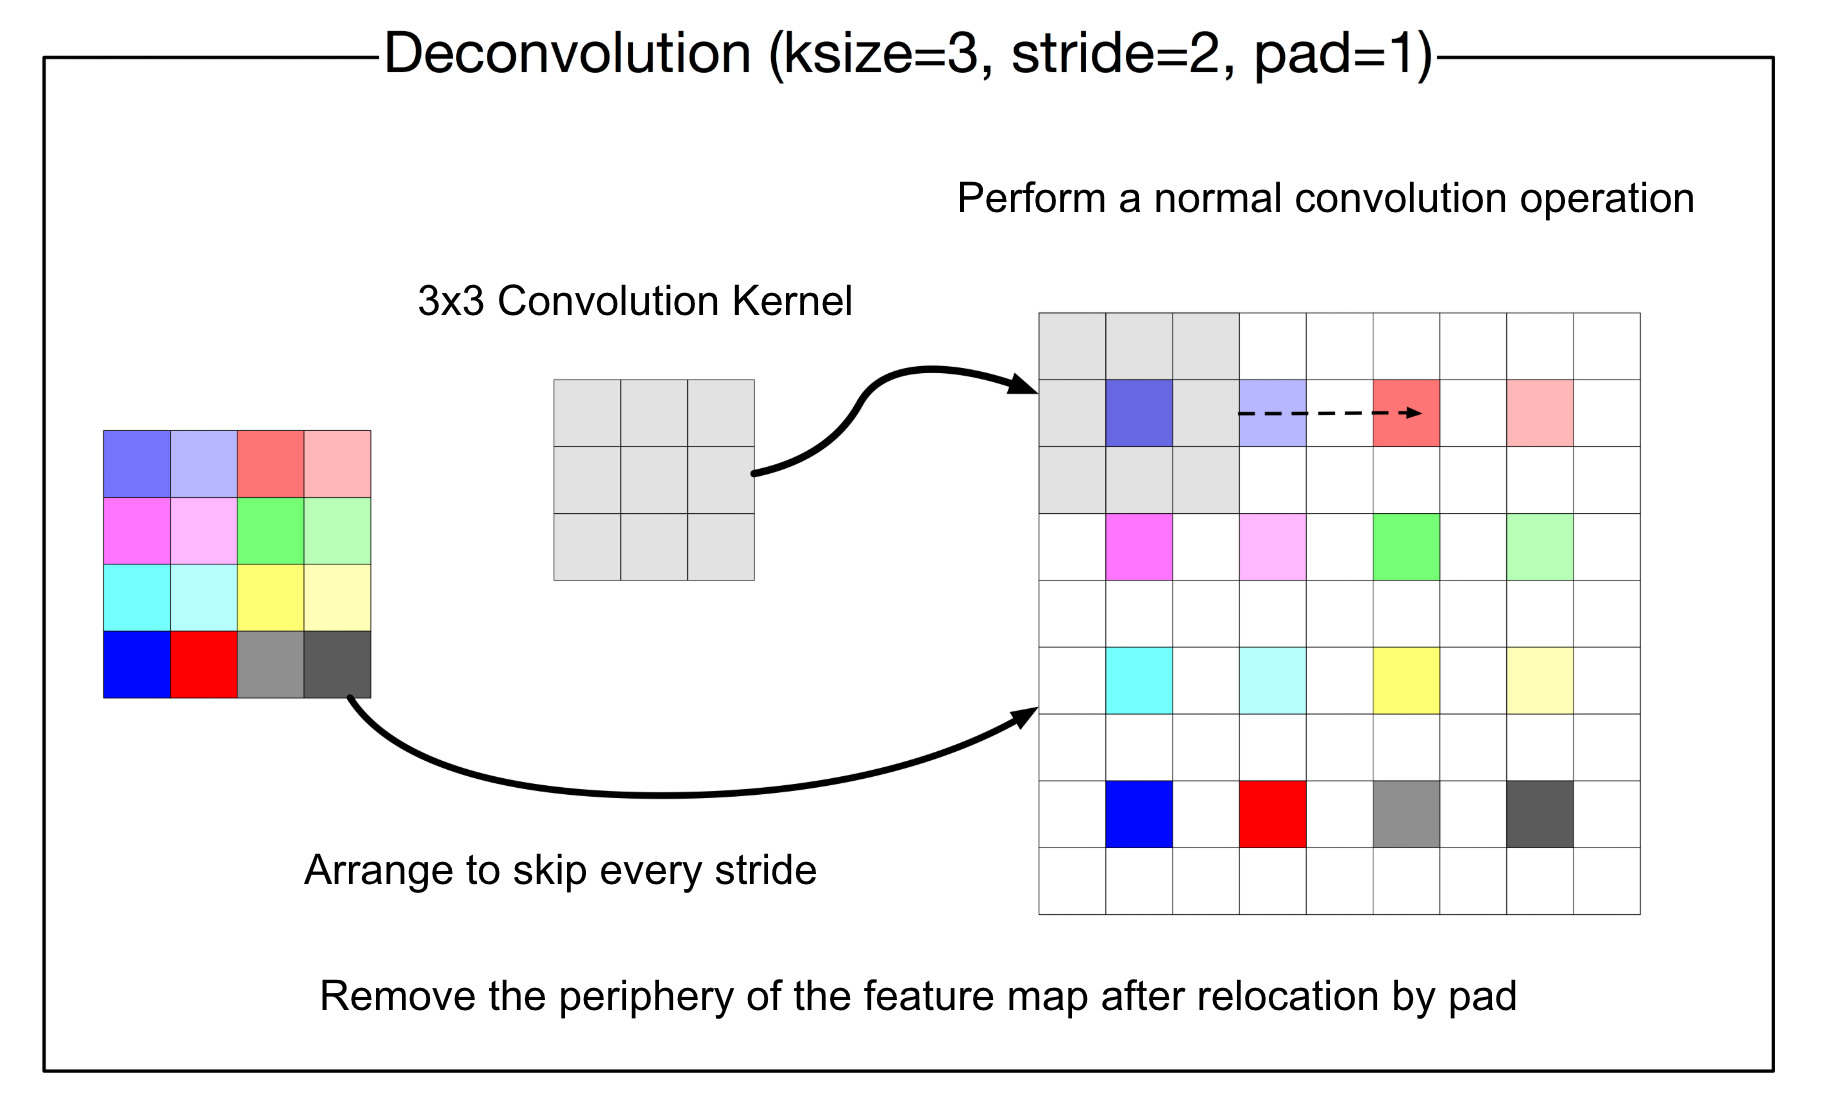 Deconvolution (ksize=3, stride=2, pad=1)
Perform a normal convolution operation
3x3 Convolution Kernel
Arrange to skip every stride
Remove the periphery of the feature map after relocation by pad